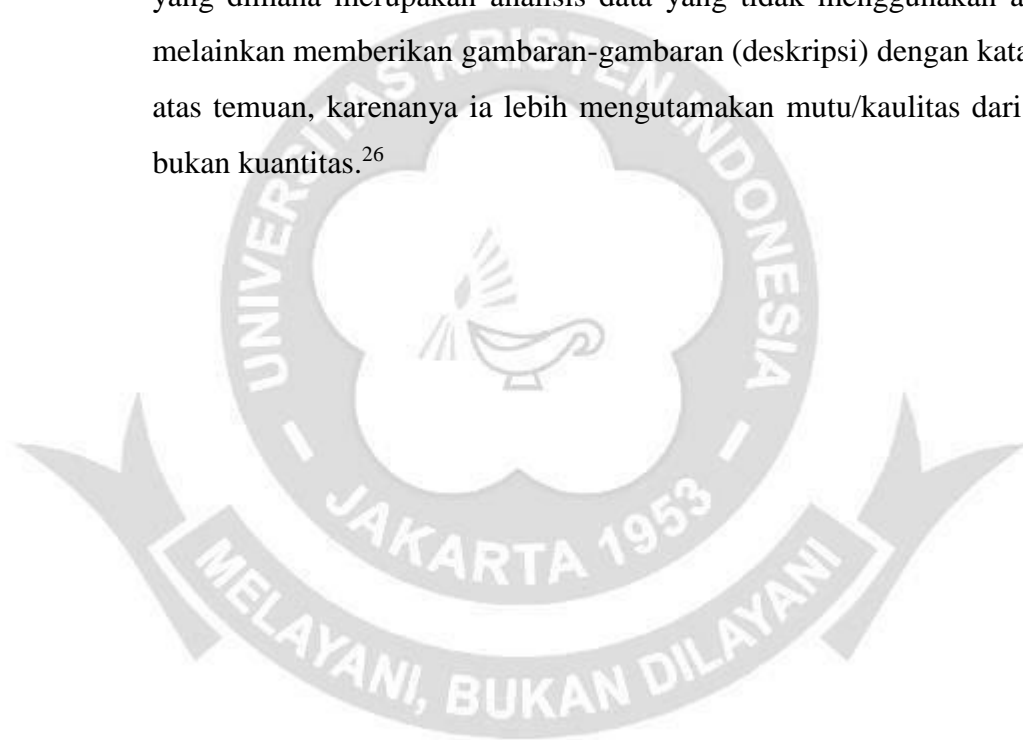 yang dimana merupakan analisis data yang tidak menggunakan a
melainkan memberikan gambaran-gambaran (deskripsi) dengan kata
atas temuan, karenanya ia lebih mengutamakan mutu/kaulitas dari
bukan kuantitas.26
UNIVERSITAS KRISTEN INDONESIA
JAKARTA 1953
MELAYANI, BUKAN DILAYANI